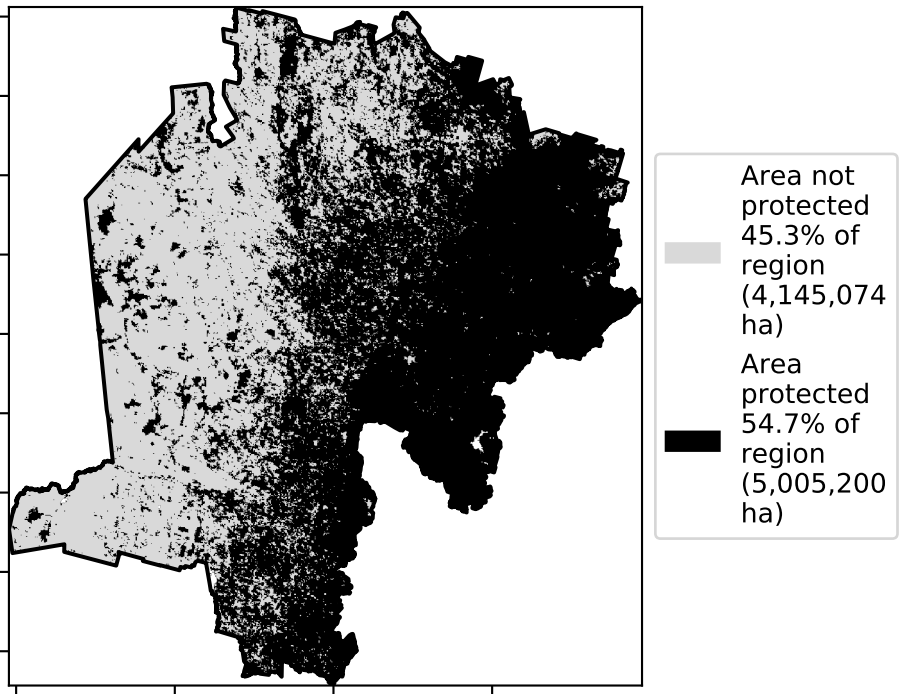 Area not
protected
45.3% of
region
(4,145,074
ha)
Area
protected
54.7% of
region
(5,005,200
ha)